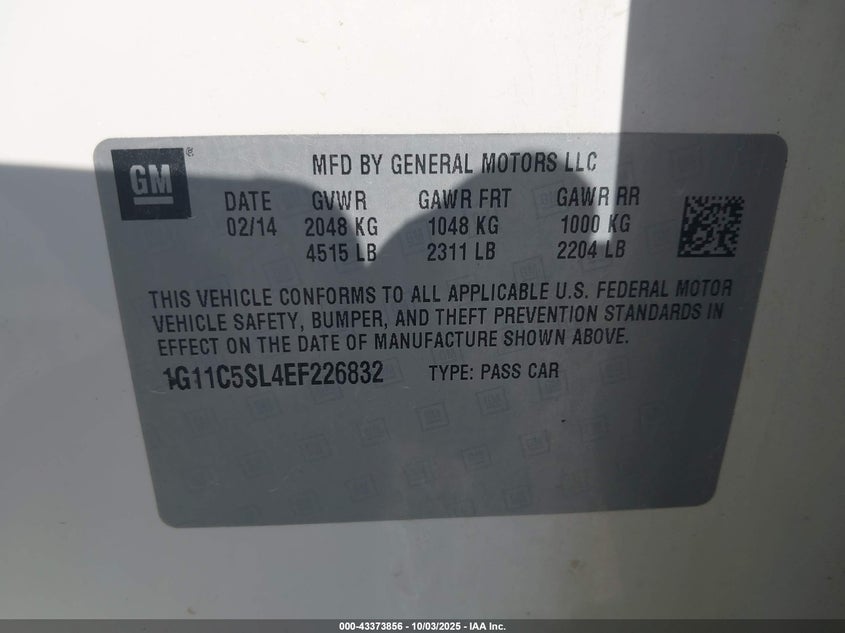 GM ®
MFD BY GENERAL MOTORS LLC
DATE GVWR GAWR FRT GAWR RR
02/14 2048 KG 1048 KG 1000 KG
4515 LB 2311 LB 2204 LB
THIS VEHICLE CONFORMS TO ALL APPLICABLE U.S. FEDERAL MOTOR
VEHICLE SAFETY, BUMPER, AND THEFT PREVENTION STANDARDS IN
EFFECT ON THE DATE OF MANUFACTURE SHOWN ABOVE.
1G11C5SL4EF226832 TYPE: PASS CAR
000-43373856 - 10/03/2025 - IAA Inc.